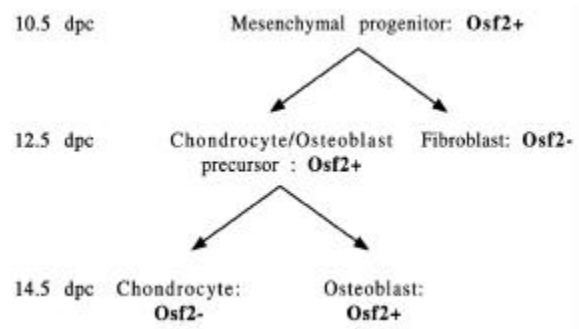 10.5 dpc Mesenchymal progenitor: Osf2+
12.5 dpc Chondrocyte/Osteoblast Fibroblast: Osf2-
precursor : Osf2+
14.5 dpc Chondrocyte: Osteoblast:
Osf2- Osf2+